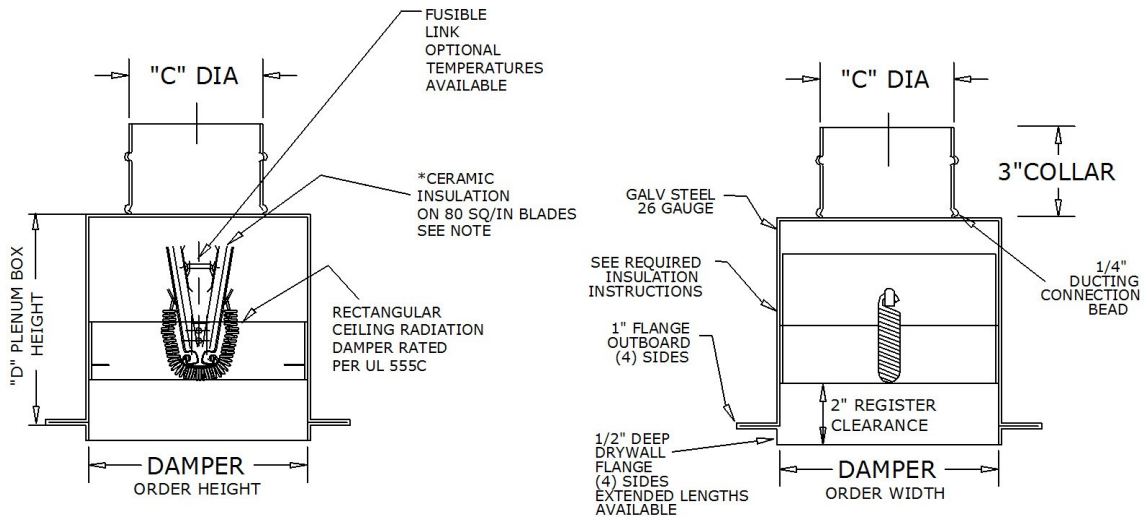 FUSIBLE
LINK
OPTIONAL
TEMPERATURES
AVAILABLE
"C" DIA
*CERAMIC
INSULATION
ON 80 SQ/IN BLADES
SEE NOTE
"D" PLENUM BOX
HEIGHT
RECTANGULAR
CEILING RADIATION
DAMPER RATED
PER UL 555C
DAMPER
ORDER HEIGHT
"C" DIA
3"COLLAR
GALV STEEL
26 GAUGE
SEE REQUIRED
INSULATION
INSTRUCTIONS
1/4"
DUCTING
CONNECTION
BEAD
1" FLANGE
OUTBOARD
(4) SIDES
2" REGISTER
CLEARANCE
1/2" DEEP
DRYWALL
FLANGE
(4) SIDES
EXTENDED LENGTHS
AVAILABLE
DAMPER
ORDER WIDTH